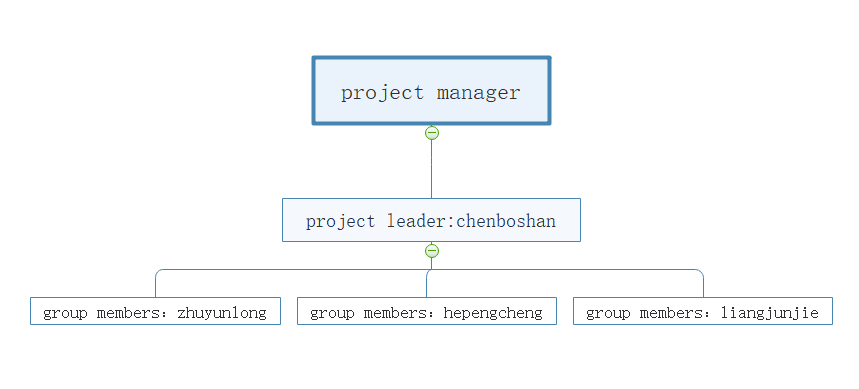 project manager
project leader:chenboshan
group members：zhuyunlong
group members：hepengcheng
group members：liangjunjie